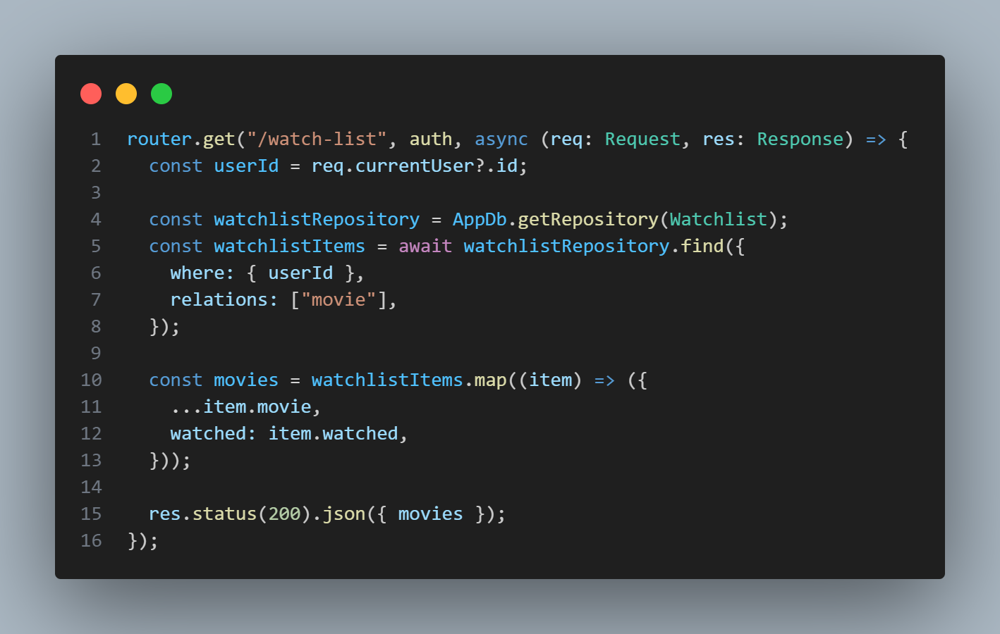 1 router.get("/watch-list", auth, async (req: Request, res: Response) => {
2   const userId = req.currentUser?.id;
3
4   const watchlistRepository = AppDb.getRepository(Watchlist);
5   const watchlistItems = await watchlistRepository.find({
6     where: { userId },
7     relations: ["movie"],
8   });
9
10   const movies = watchlistItems.map((item) => ({
11     ...item.movie,
12     watched: item.watched,
13   }));
14
15   res.status(200).json({ movies });
16 });